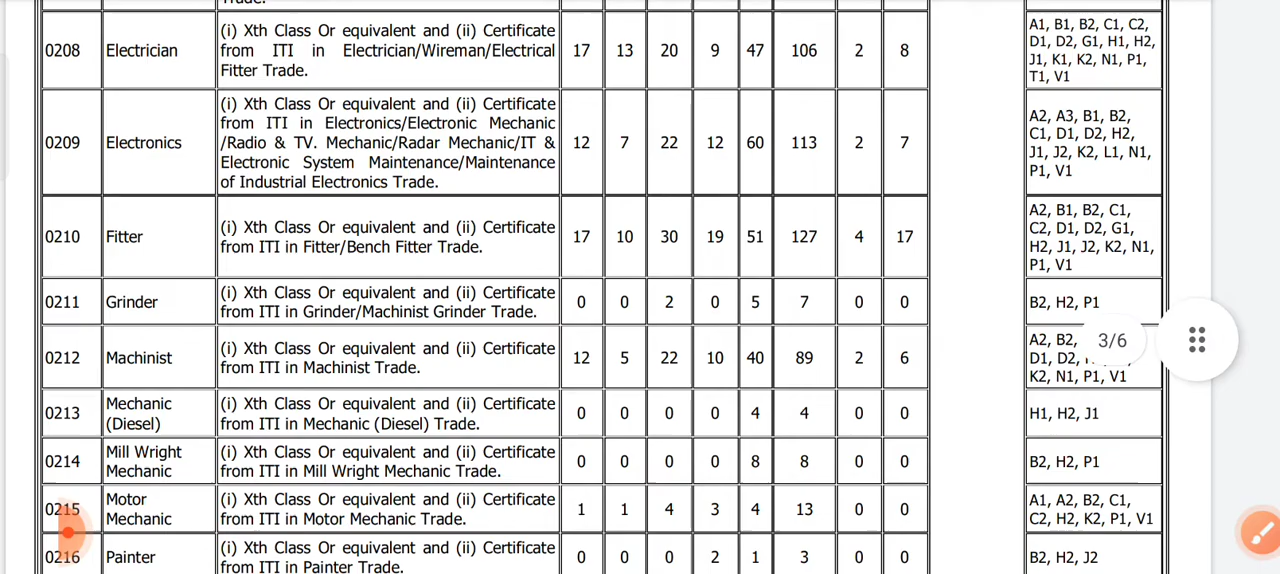 Trade.
0208 Electrician (i) Xth Class Or equivalent and (ii) Certificate from ITI in Electrician/Wireman/Electrical Fitter Trade. 17 13 20 9 47 106 2 8 A1, B1, B2, C1, C2, D1, D2, G1, H1, H2, J1, K1, K2, N1, P1, T1, V1
0209 Electronics (i) Xth Class Or equivalent and (ii) Certificate from ITI in Electronics/Electronic Mechanic /Radio & TV. Mechanic/Radar Mechanic/IT & Electronic System Maintenance/Maintenance of Industrial Electronics Trade. 12 7 22 12 60 113 2 7 A2, A3, B1, B2, C1, D1, D2, H2, J1, J2, K2, L1, N1, P1, V1
0210 Fitter (i) Xth Class Or equivalent and (ii) Certificate from ITI in Fitter/Bench Fitter Trade. 17 10 30 19 51 127 4 17 A2, B1, B2, C1, C2, D1, D2, G1, H2, J1, J2, K2, N1, P1, V1
0211 Grinder (i) Xth Class Or equivalent and (ii) Certificate from ITI in Grinder/Machinist Grinder Trade. 0 0 2 0 5 7 0 0 B2, H2, P1
3/6
0212 Machinist (i) Xth Class Or equivalent and (ii) Certificate from ITI in Machinist Trade. 12 5 22 10 40 89 2 6 A2, B2, D1, D2, K2, N1, P1, V1
0213 Mechanic (Diesel) (i) Xth Class Or equivalent and (ii) Certificate from ITI in Mechanic (Diesel) Trade. 0 0 0 0 4 4 0 0 H1, H2, J1
0214 Mill Wright Mechanic (i) Xth Class Or equivalent and (ii) Certificate from ITI in Mill Wright Mechanic Trade. 0 0 0 0 8 8 0 0 B2, H2, P1
0215 Motor Mechanic (i) Xth Class Or equivalent and (ii) Certificate from ITI in Motor Mechanic Trade. 1 1 4 3 4 13 0 0 A1, A2, B2, C1, C2, H2, K2, P1, V1
0216 Painter (i) Xth Class Or equivalent and (ii) Certificate from ITI in Painter Trade. 0 0 0 2 1 3 0 0 B2, H2, J2